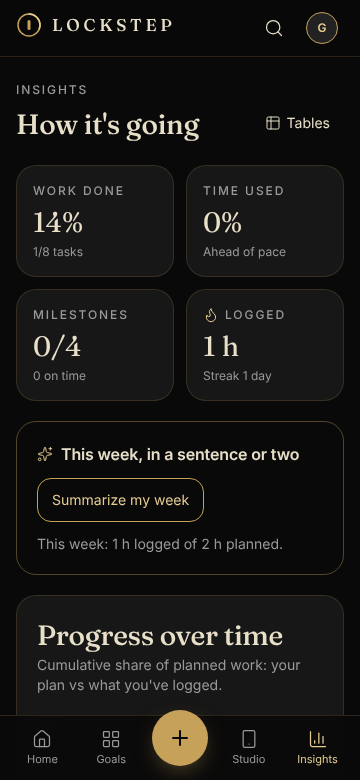 LOCKSTEP
G
INSIGHTS
How it's going
Tables
WORK DONE
14%
1/8 tasks
TIME USED
0%
Ahead of pace
MILESTONES
0/4
0 on time
LOGGED
1 h
Streak 1 day
This week, in a sentence or two
Summarize my week
This week: 1 h logged of 2 h planned.
Progress over time
Cumulative share of planned work: your
plan vs what you've logged.
Home
Goals
Studio
Insights